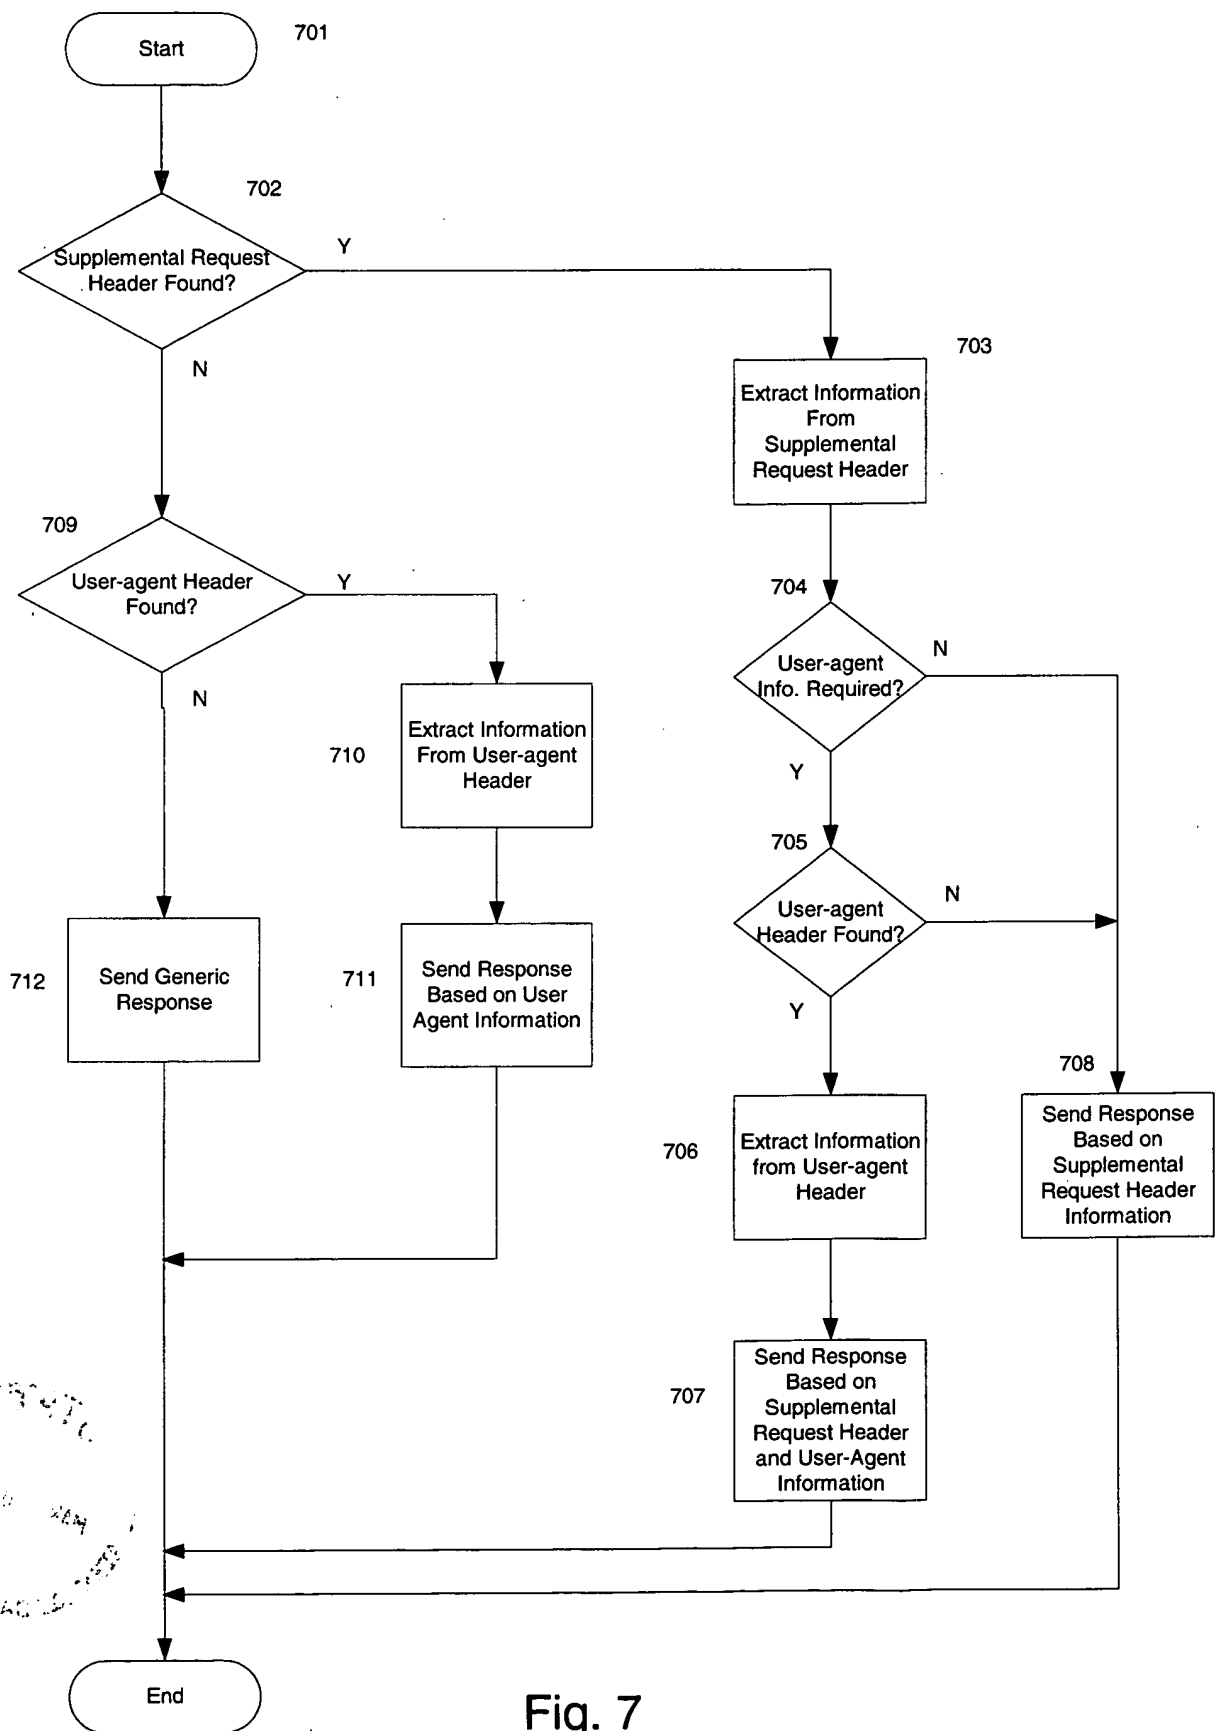 Start
701
702
Supplemental Request
Header Found?
Y
N
703
Extract Information
From
Supplemental
Request Header
709
User-agent Header
Found?
Y
N
704
User-agent
Info. Required?
N
Y
710
Extract Information
From User-agent
Header
705
User-agent
Header Found?
N
Y
712
Send Generic
Response
711
Send Response
Based on User
Agent Information
708
Send Response
Based on
Supplemental
Request Header
Information
706
Extract Information
from User-agent
Header
707
Send Response
Based on
Supplemental
Request Header
and User-Agent
Information
End
Fig. 7